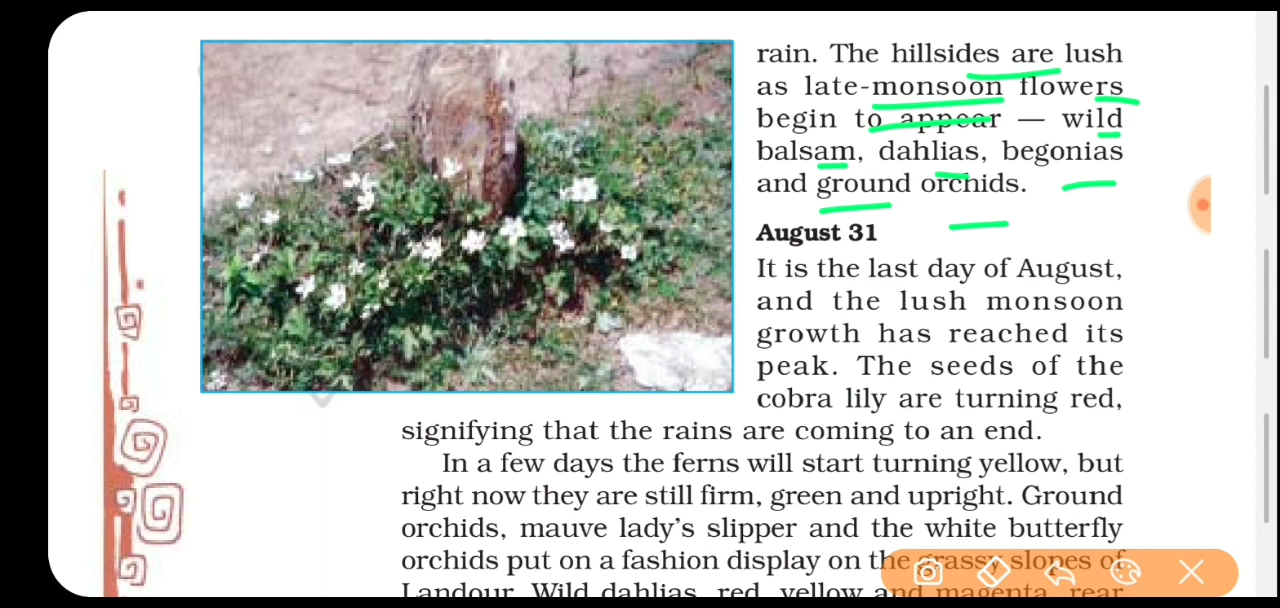 rain. The hillsides are lush
as late-monsoon flowers
begin to appear — wild
balsam, dahlias, begonias
and ground orchids.
August 31
It is the last day of August,
and the lush monsoon
growth has reached its
peak. The seeds of the
cobra lily are turning red,
signifying that the rains are coming to an end.
In a few days the ferns will start turning yellow, but
right now they are still firm, green and upright. Ground
orchids, mauve lady's slipper and the white butterfly
orchids put on a fashion display on the grassy slopes of
Landour. Wild dahlias, red, yellow and magenta, rear